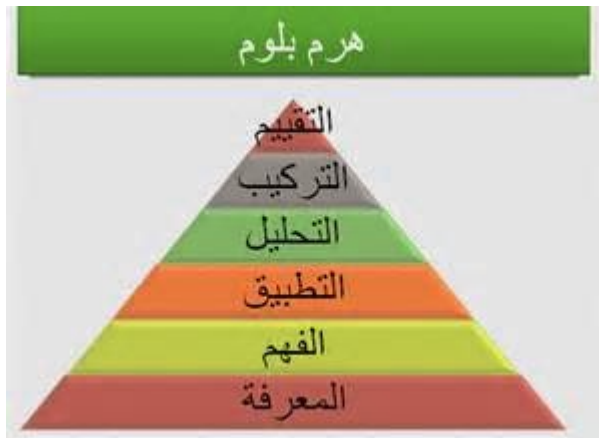 هرم بلوم
التقييم
التركيب
التحليل
التطبيق
الفهم
المعرفة